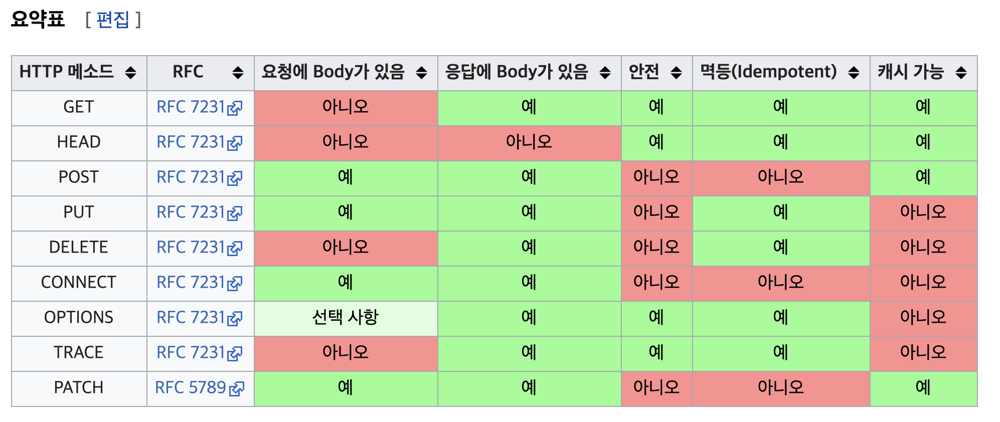 요약표 [ 편집 ]
HTTP 메소드 RFC 요청에 Body가 있음 응답에 Body가 있음 안전 멱등(Idempotent) 캐시 가능
GET RFC 7231 아니오 예 예 예 예
HEAD RFC 7231 아니오 아니오 예 예 예
POST RFC 7231 예 예 아니오 아니오 예
PUT RFC 7231 예 예 아니오 예 아니오
DELETE RFC 7231 아니오 예 아니오 예 아니오
CONNECT RFC 7231 예 예 아니오 아니오 아니오
OPTIONS RFC 7231 선택 사항 예 예 예 아니오
TRACE RFC 7231 아니오 예 예 예 아니오
PATCH RFC 5789 예 예 아니오 아니오 예